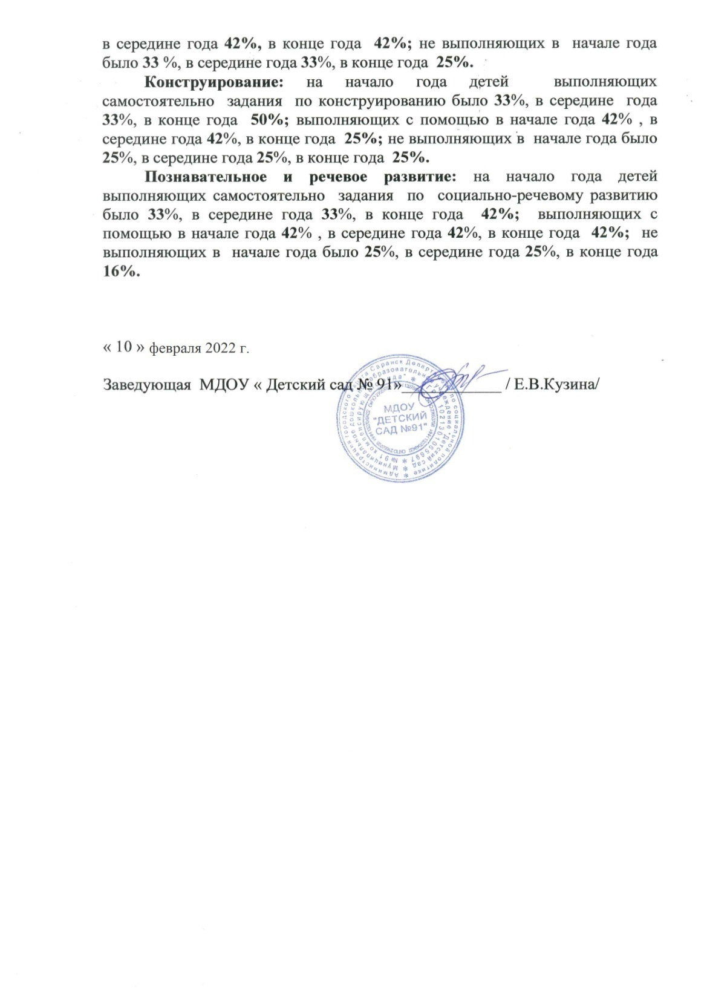 в середине года 42%, в конце года 42%; не выполняющих в начале года
было 33 %, в середине года 33%, в конце года 25%.
Конструирование: на начало года детей выполняющих
самостоятельно задания по конструированию было 33%, в середине года
33%, в конце года 50%; выполняющих с помощью в начале года 42% , в
середине года 42%, в конце года 25%; не выполняющих в начале года было
25%, в середине года 25%, в конце года 25%.
Познавательное и речевое развитие: на начало года детей
выполняющих самостоятельно задания по социально-речевому развитию
было 33%, в середине года 33%, в конце года 42%; выполняющих с
помощью в начале года 42% , в середине года 42%, в конце года 42%; не
выполняющих в начале года было 25%, в середине года 25%, в конце года
16%.
« 10 » февраля 2022 г.
Заведующая МДОУ « Детский сад № 91»____________/ Е.В.Кузина/
МДОУ
"ДЕТСКИЙ
САД №91"